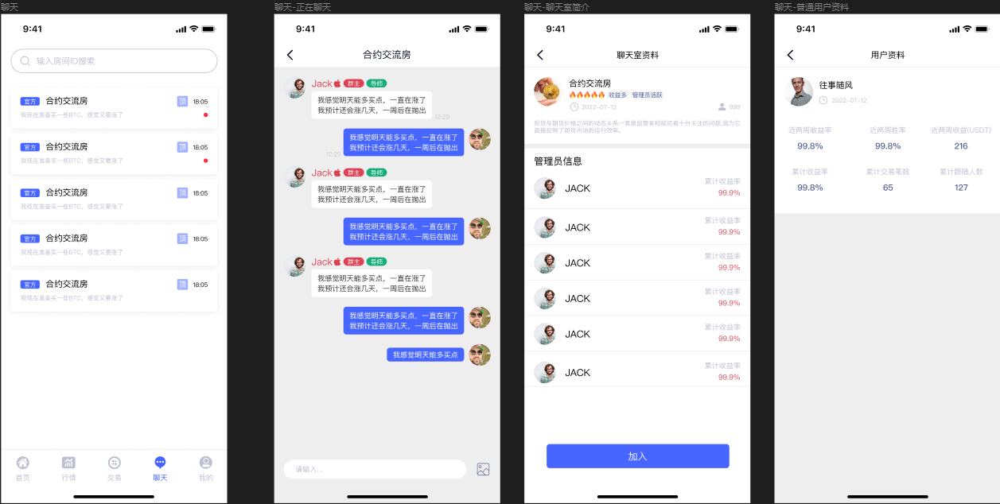 聊天
9:41
输入房间ID搜索
官方 合约交流房 顶 18:05
我现在准备买一些BTC，感觉又要涨了
官方 合约交流房 顶 18:05
我现在准备买一些BTC，感觉又要涨了
官方 合约交流房 顶 18:05
我现在准备买一些BTC，感觉又要涨了
官方 合约交流房 顶 18:05
我现在准备买一些BTC，感觉又要涨了
官方 合约交流房 顶 18:05
我现在准备买一些BTC，感觉又要涨了
首页 行情 交易 聊天 我的
聊天-正在聊天
9:41
合约交流房
Jack 群主 导师
我感觉明天能多买点，一直在涨了
我预计还会涨几天，一周后在抛出
12:29
我感觉明天能多买点，一直在涨了
我预计还会涨几天，一周后在抛出
12:29
Jack 群主 导师
我感觉明天能多买点，一直在涨了
我预计还会涨几天，一周后在抛出
我感觉明天能多买点，一直在涨了
我预计还会涨几天，一周后在抛出
Jack 群主 导师
我感觉明天能多买点，一直在涨了
我预计还会涨几天，一周后在抛出
我感觉明天能多买点，一直在涨了
我预计还会涨几天，一周后在抛出
我感觉明天能多买点
请输入...
聊天-聊天室简介
9:41
聊天室资料
合约交流房
收益多 管理员活跃
2022-07-12 999
现货与期货价格之间的动态关系一直是监管者和投资者十分关注的问题,因为它
直接反映了期货市场的运行效率。
管理员信息
JACK 累计收益率
99.9%
JACK 累计收益率
99.9%
JACK 累计收益率
99.9%
JACK 累计收益率
99.9%
JACK 累计收益率
99.9%
JACK 累计收益率
99.9%
加入
聊天-普通用户资料
9:41
用户资料
往事随风
2022-07-12
近两周收益率 近两周胜率 近两周收益(USDT)
99.8% 99.8% 216
累计收益率 累计交易笔数 累计跟随人数
99.8% 65 127